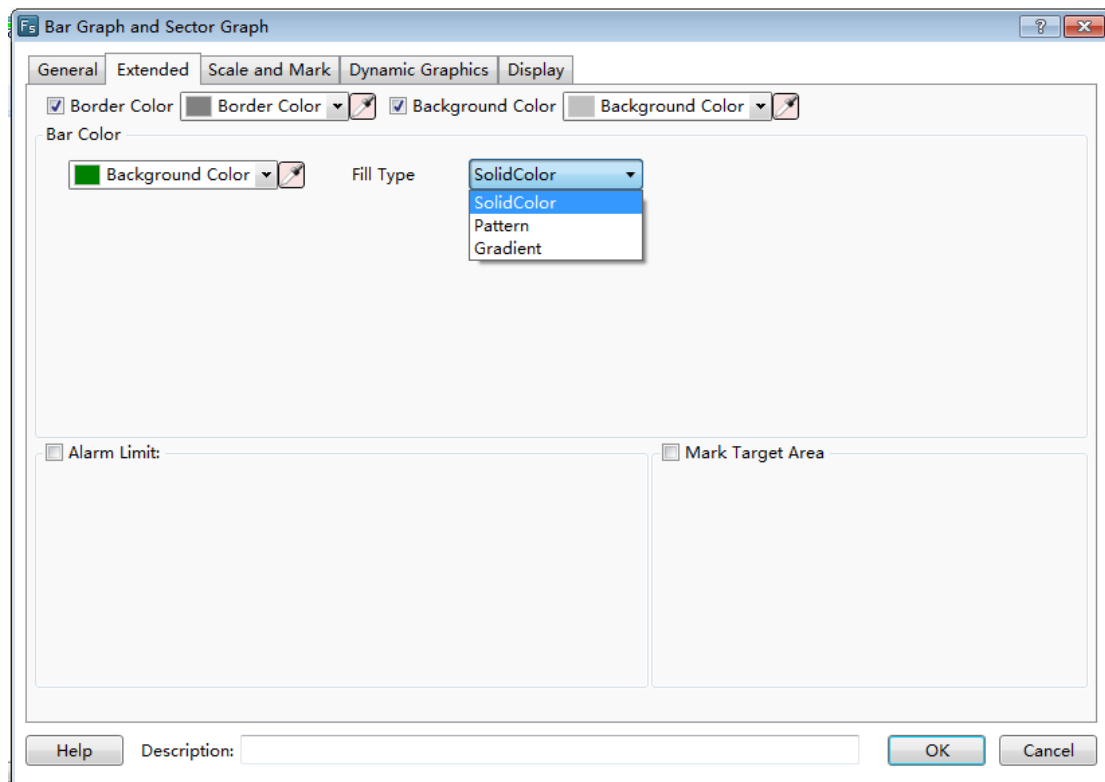 Fs Bar Graph and Sector Graph ?
General Extended Scale and Mark Dynamic Graphics Display
Border Color Border Color Background Color Background Color
Bar Color
Background Color Fill Type SolidColor
SolidColor
Pattern
Gradient
Alarm Limit: Mark Target Area
Help Description: OK Cancel